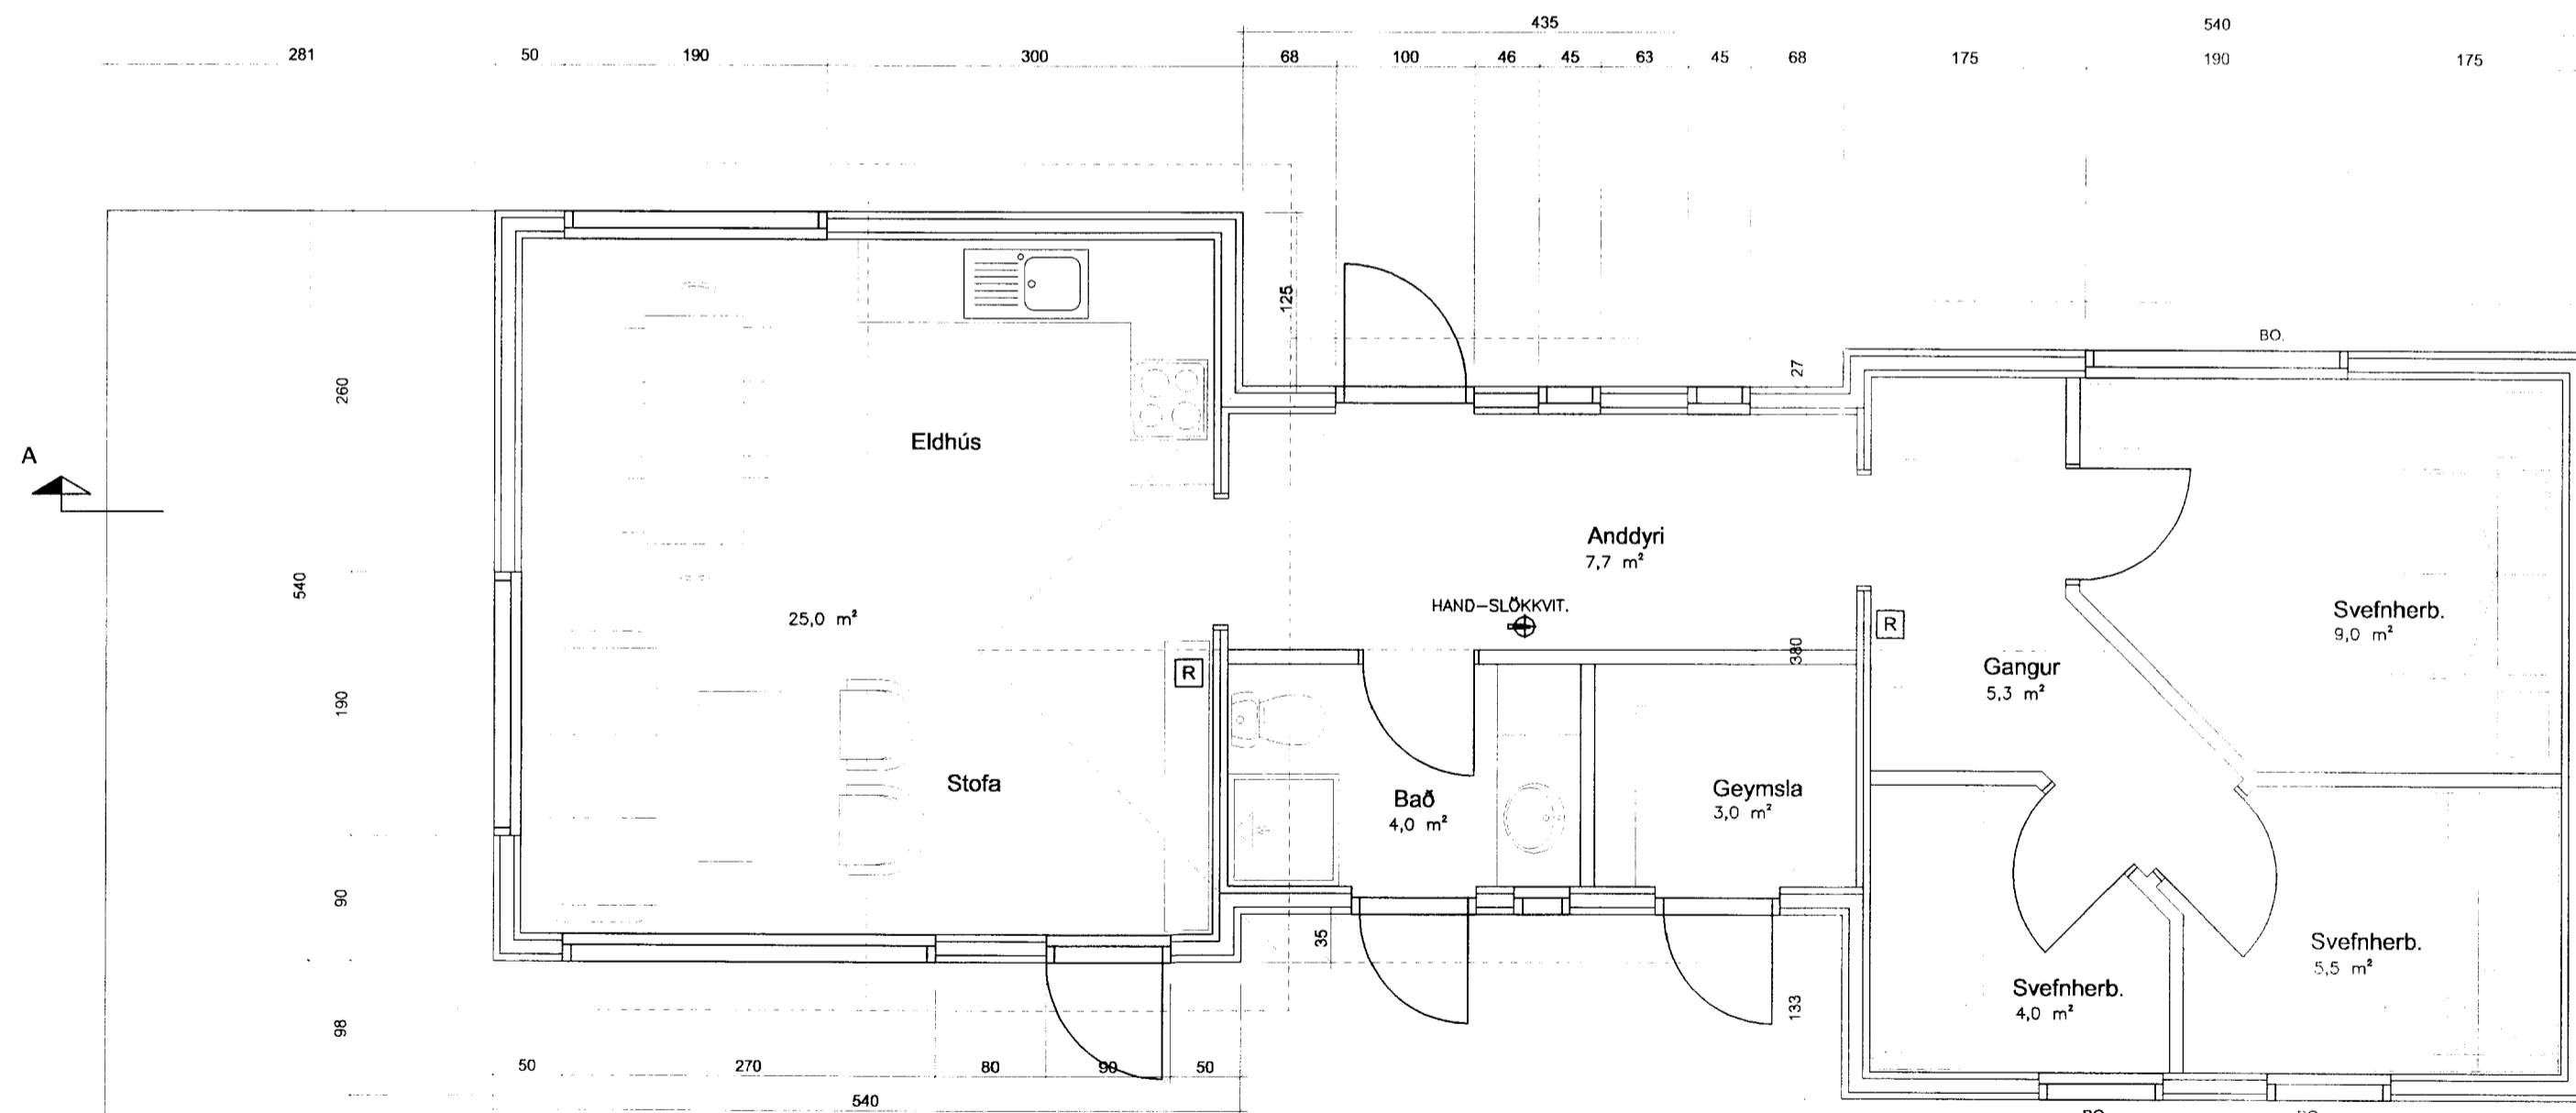 435
540
281
50
190
300
68
100
46
45
63
45
68
175
190
175
125
27
BO.
260
A
Eldhús
Anddyri
7,7 m²
HAND-SLÖKKVIT.
540
25,0 m²
R
R
380
Svefnherb.
9,0 m²
Gangur
5,3 m²
190
Stofa
Bað
4,0 m²
Geymsla
3,0 m²
90
35
Svefnherb.
5,5 m²
Svefnherb.
4,0 m²
98
133
50
270
80
90
50
540